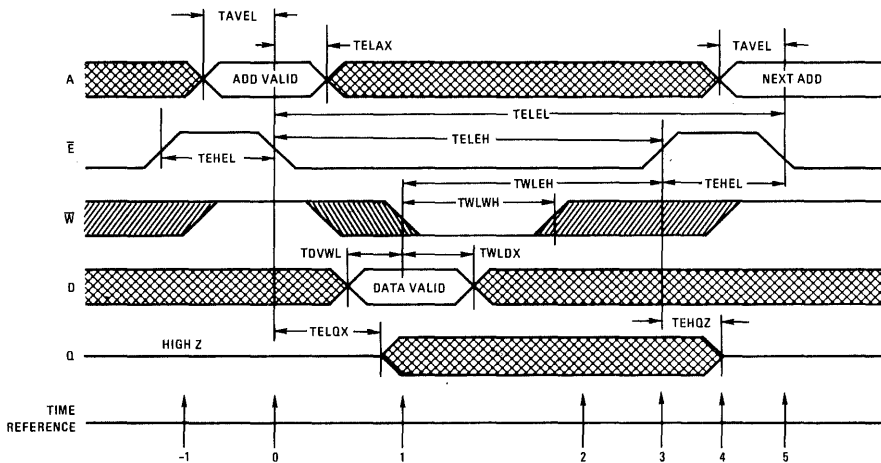 TAVEL TELAX TAVEL
A ADD VALID NEXT ADD
TELEL
TELEH
E̅ TEHEL
TWLEH TEHEL
TWLWH
W̅
TDVWL TWLDX
D DATA VALID
TELQX TEHQZ
Q HIGH Z
TIME
REFERENCE
-1 0 1 2 3 4 5